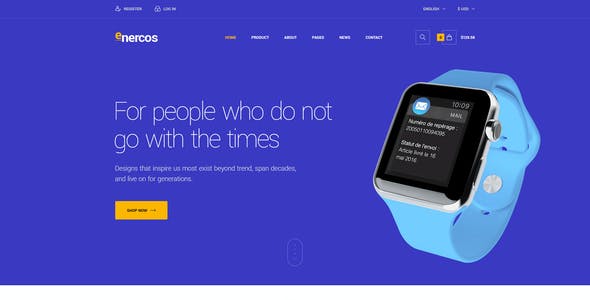 REGISTER
LOG IN
ENGLISH
$ USD
enercos
HOME
PRODUCT
ABOUT
PAGES
NEWS
CONTACT
0
$129.58
For people who do not
go with the times
Designs that inspire us most exist beyond trend, span decades,
and live on for generations.
SHOP NOW
10:09
MAIL
Numéro de repérage :
20050110094096
Statut de l'envoi :
Article livré le 16
mai 2016